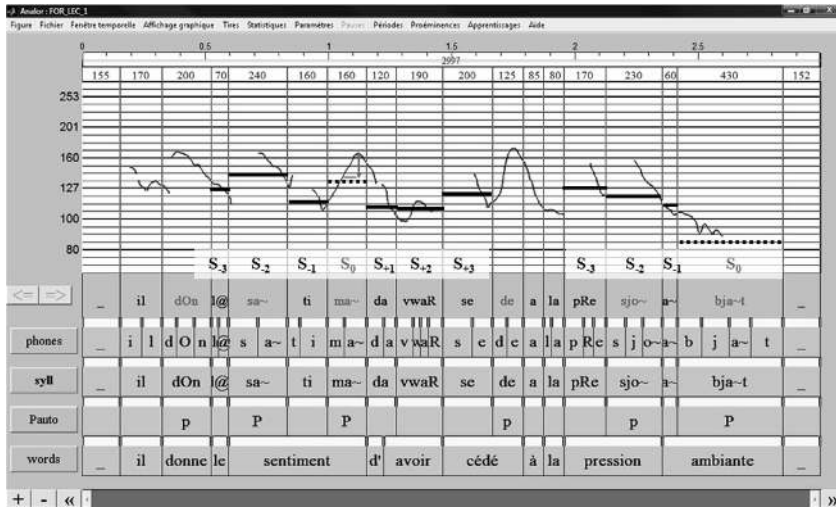 Analor : FOR_LEC_1
Figure Fichier Fenêtre temporelle Affichage graphique Tires Statistiques Paramètres Pauses Périodes Proéminences Apprentissages Aide
0 0.5 1 1.5 2 2.5
2997
155 170 200 70 240 160 160 120 190 200 125 85 80 170 230 60 430 152
253
201
160
127
100
80
S-3 S-2 S-1 S0 S+1 S+2 S+3 S-3 S-2 S-1 S0
<= => _ il dOn l@ sa~ ti ma~ da vwaR se de a la pRe sjo~ a~ bja~t _
phones _ i l d O n l@ s a~ t i m a~ d a v w a R s e d e a l a p R e s j o~ a~ b j a~ t _
syll _ il dOn l@ sa~ ti ma~ da vwaR se de a la pRe sjo~ a~ bja~t _
Pauto p P P p p P
words _ il donne le sentiment d' avoir cédé à la pression ambiante _
+ - « »